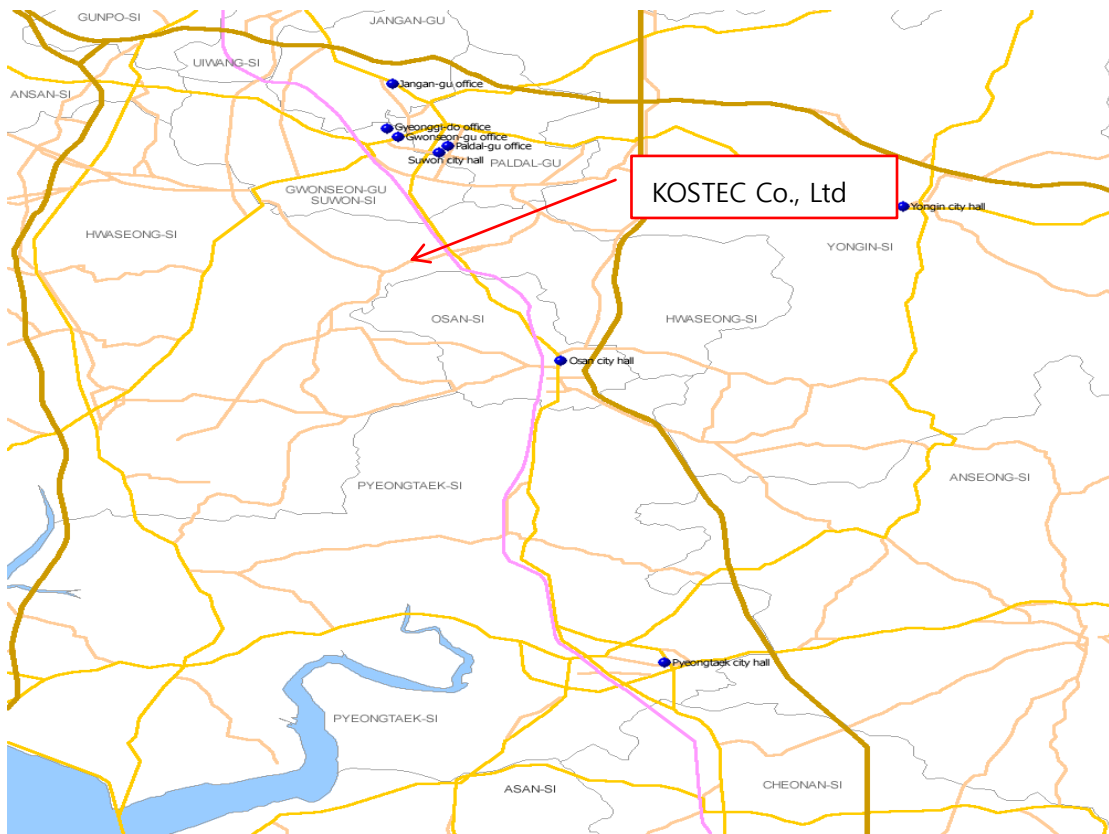 GUNPO-SI
JANGAN-GU
UIWANG-SI
ANSAN-SI
Jangan-gu office
Gyeonggi-do office
Gwonseon-gu office
Paldal-gu office
Suwon city hall
PALDAL-GU
KOSTEC Co., Ltd
GWONSEON-GU
SUWON-SI
Yongin city hall
HWASEONG-SI
YONGIN-SI
OSAN-SI
HWASEONG-SI
Osan city hall
ANSEONG-SI
PYEONGTAEK-SI
Pyeongtaek city hall
PYEONGTAEK-SI
CHEONAN-SI
ASAN-SI